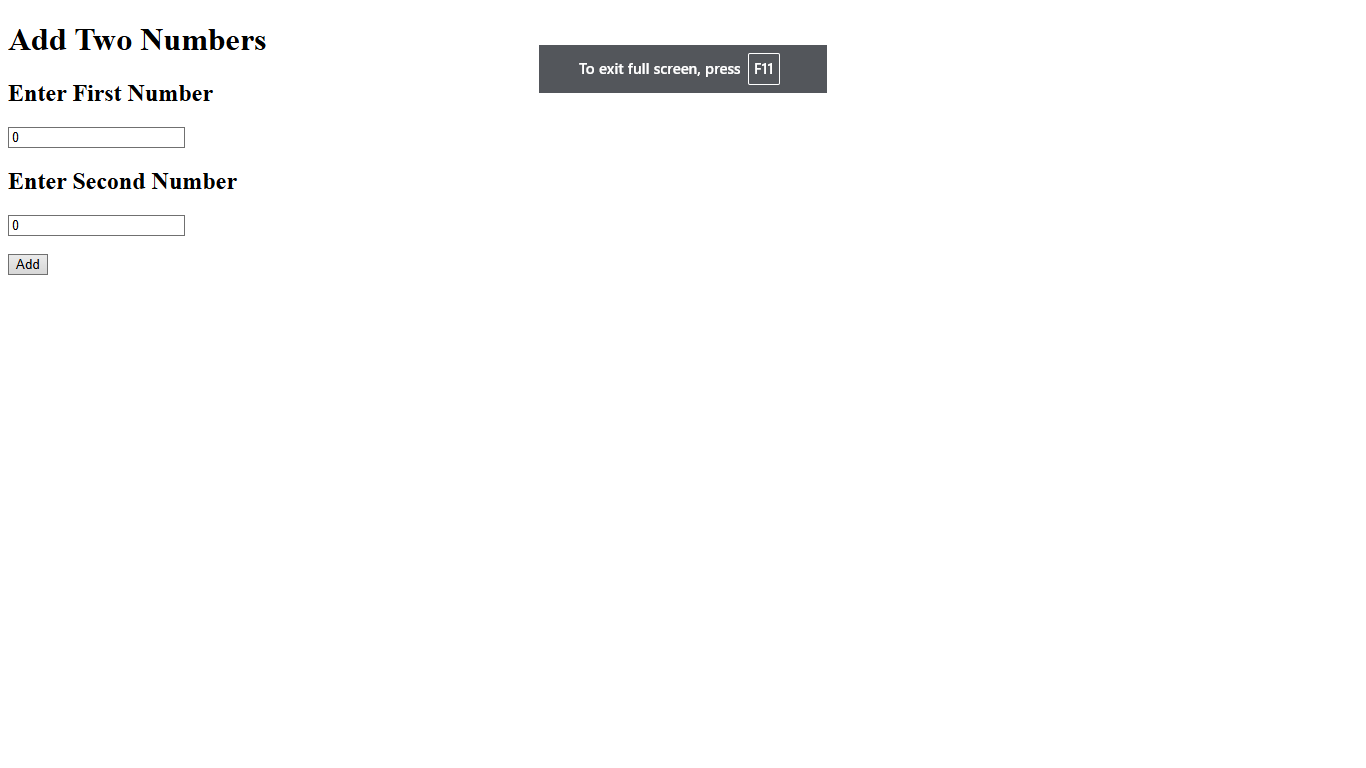 Add Two Numbers
To exit full screen, press F11
Enter First Number
0
Enter Second Number
0
Add